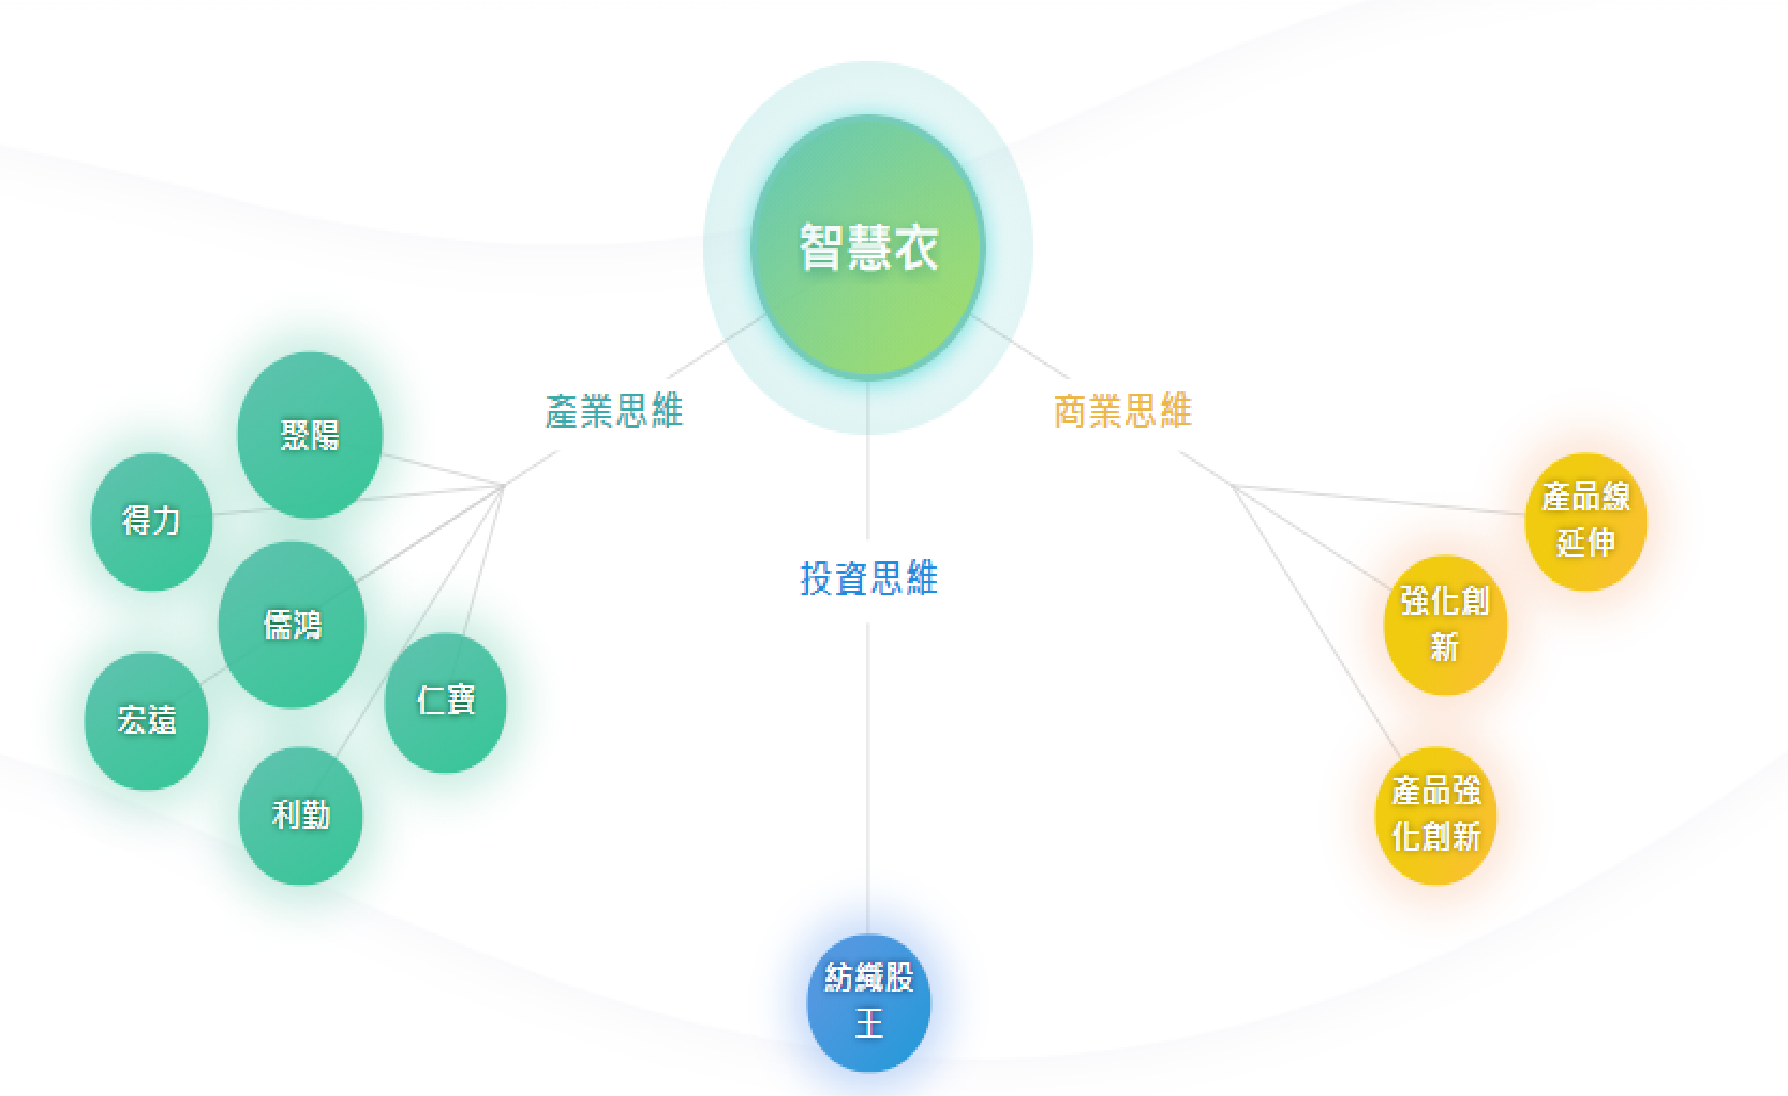 智慧衣
產業思維
商業思維
聚陽
得力
產品線
延伸
投資思維
強化創
新
儒鴻
仁寶
宏遠
產品強
化創新
利勤
紡織股
王